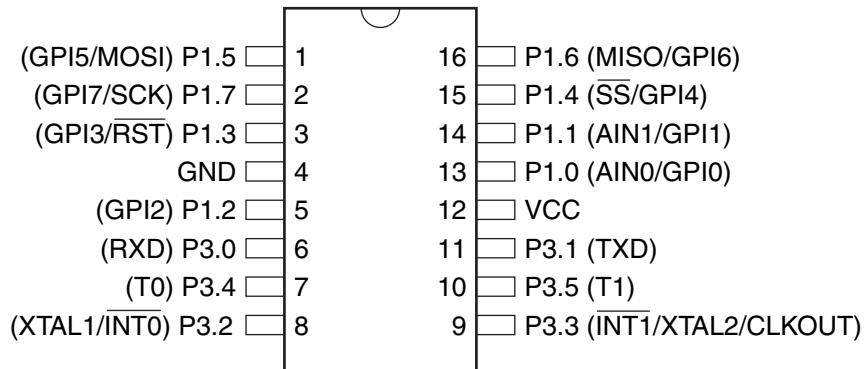 (GPI5/MOSI) P1.5 1 16 P1.6 (MISO/GPI6)
(GPI7/SCK) P1.7 2 15 P1.4 (SS/GPI4)
(GPI3/RST) P1.3 3 14 P1.1 (AIN1/GPI1)
GND 4 13 P1.0 (AIN0/GPI0)
(GPI2) P1.2 5 12 VCC
(RXD) P3.0 6 11 P3.1 (TXD)
(T0) P3.4 7 10 P3.5 (T1)
(XTAL1/INT0) P3.2 8 9 P3.3 (INT1/XTAL2/CLKOUT)